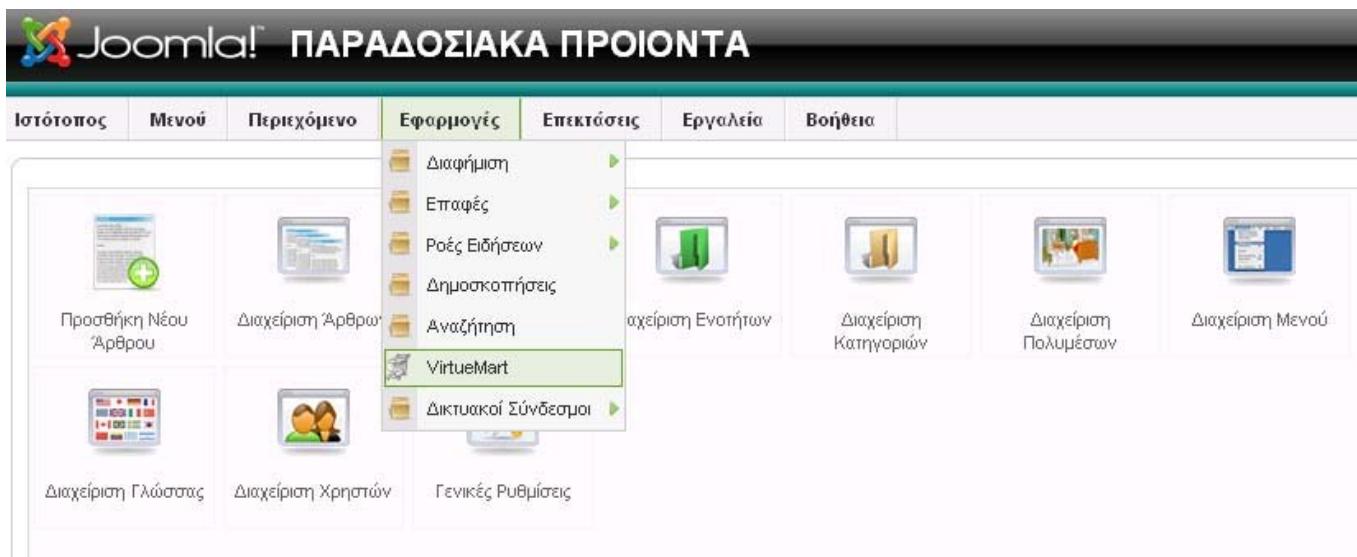 Joomla! ΠΑΡΑΔΟΣΙΑΚΑ ΠΡΟΙΟΝΤΑ
Ιστότοπος Μενού Περιεχόμενο Εφαρμογές Επεκτάσεις Εργαλεία Βοήθεια
Διαφήμιση
Επαφές
Ροές Ειδήσεων
Δημοσκοπήσεις
Αναζήτηση
VirtueMart
Δικτυακοί Σύνδεσμοι
Προσθήκη Νέου
Άρθρου
Διαχείριση Άρθρω
αχείριση Ενοτήτων
Διαχείριση
Κατηγοριών
Διαχείριση
Πολυμέσων
Διαχείριση Μενού
Διαχείριση Γλώσσας
Διαχείριση Χρηστών
Γενικές Ρυθμίσεις